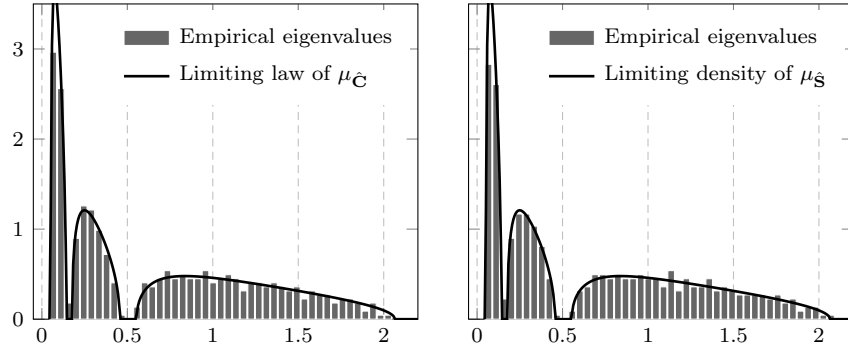 Empirical eigenvalues
Limiting law of μĈ
3
2
1
0
0 0.5 1 1.5 2
Empirical eigenvalues
Limiting density of μŜ
0 0.5 1 1.5 2